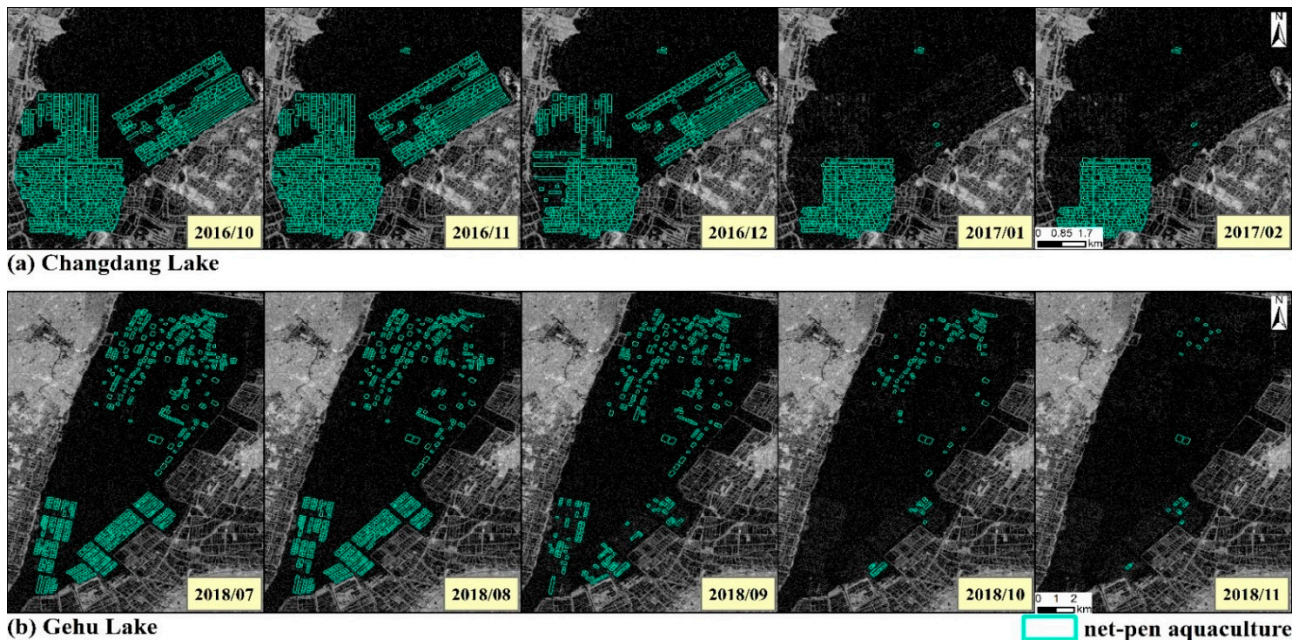 N
2016/10
2016/11
2016/12
2017/01
0 0.85 1.7
km
2017/02
(a) Changdang Lake
N
2018/07
2018/08
2018/09
2018/10
0 1 2
km
2018/11
(b) Gehu Lake
net-pen aquaculture